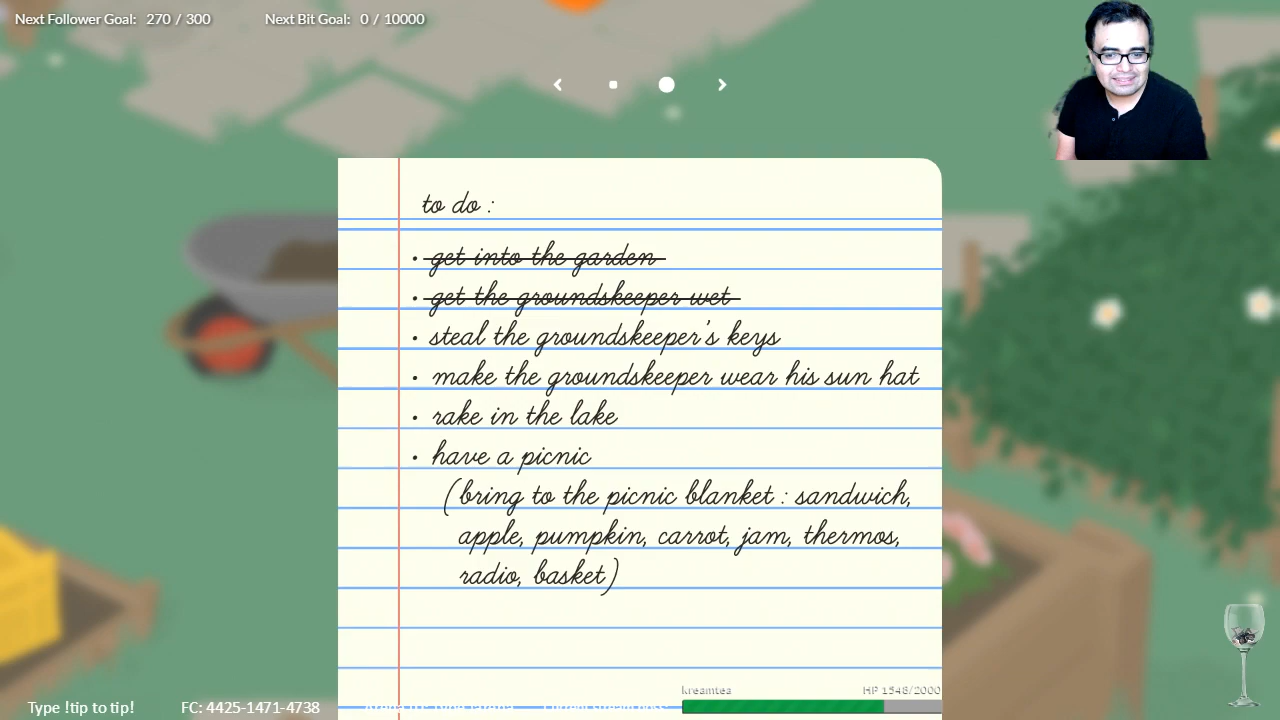 Next Follower Goal: 270 / 300 Next Bit Goal: 0 / 10000
to do :
• get into the garden
• get the groundskeeper wet
• steal the groundskeeper's keys
• make the groundskeeper wear his sun hat
• rake in the lake
• have a picnic
(bring to the picnic blanket : sandwich,
apple, pumpkin, carrot, jam, thermos,
radio, basket)
kreamtea HP 1548/2000
Type !tip to tip! FC: 4425-1471-4738